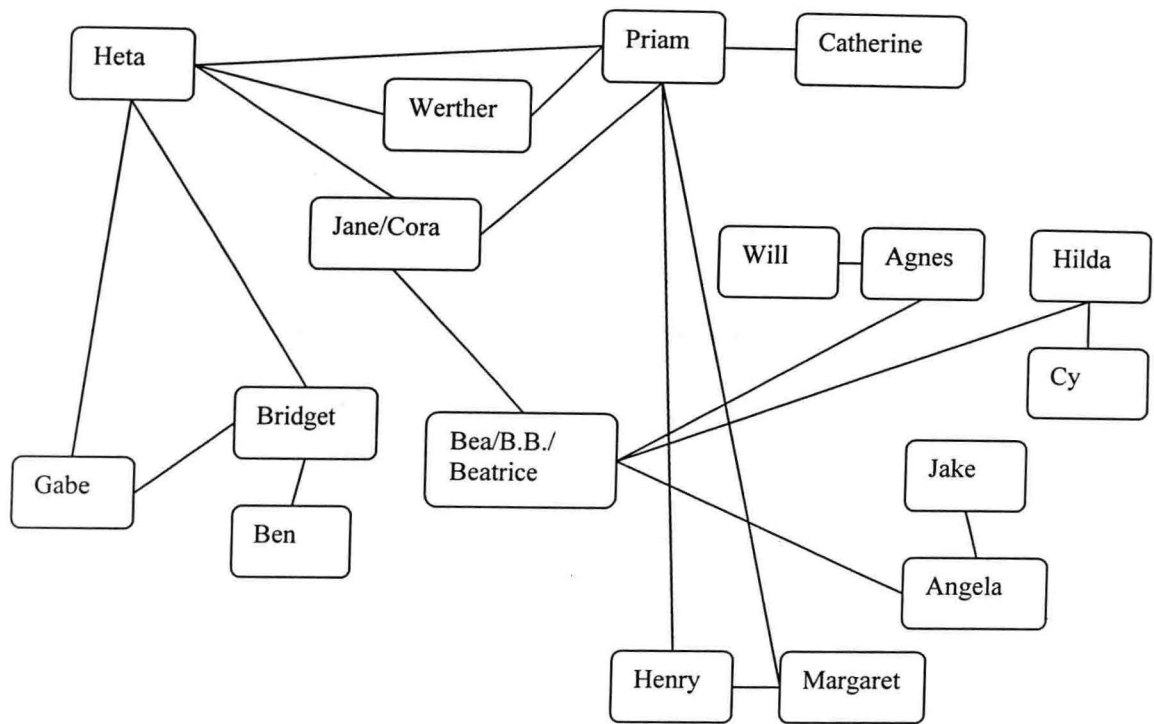 Heta
Priam
Catherine
Werther
Jane/Cora
Will
Agnes
Hilda
Cy
Bridget
Bea/B.B./
Beatrice
Gabe
Ben
Jake
Angela
Henry
Margaret